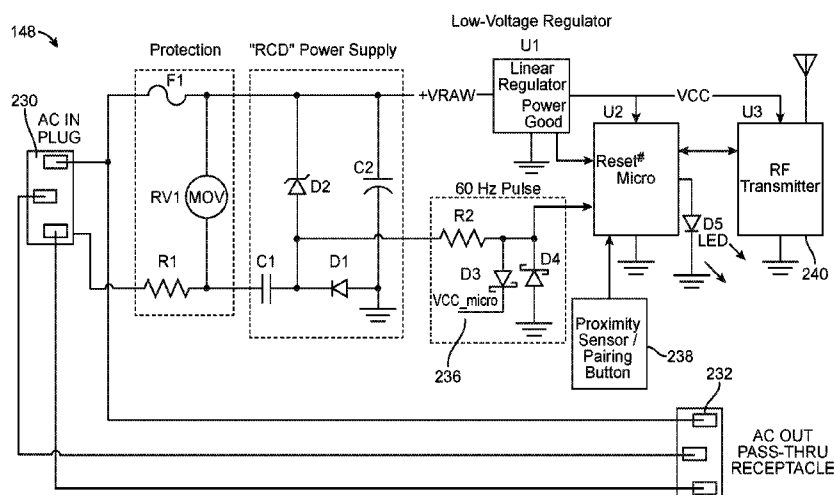 Low-Voltage Regulator
148
Protection
"RCD" Power Supply
U1
F1
230
AC IN
PLUG
+VRAW
Linear
Regulator
Power
Good
VCC
U2
U3
C2
Reset#
Micro
RF
Transmitter
RV1
MOV
D2
60 Hz Pulse
R2
D5
LED
R1
C1
D1
D3
D4
240
VCC_micro
Proximity
Sensor /
Pairing
Button
236
238
232
AC OUT
PASS-THRU
RECEPTACLE